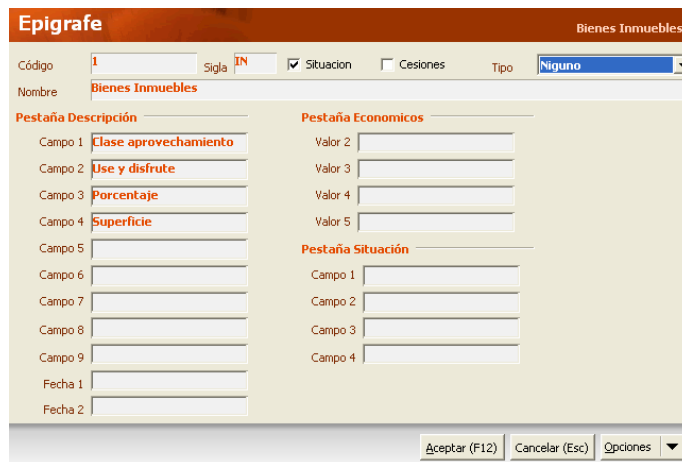 Epigrafe
Bienes Inmuebles
Código 1 Sigla IN Situacion Cesiones Tipo Niguno
Nombre Bienes Inmuebles
Pestaña Descripción Pestaña Economicos
Campo 1 Clase aprovechamiento Valor 2
Campo 2 Use y disfrute Valor 3
Campo 3 Porcentaje Valor 4
Campo 4 Superficie Valor 5
Campo 5 Pestaña Situación
Campo 6 Campo 1
Campo 7 Campo 2
Campo 8 Campo 3
Campo 9 Campo 4
Fecha 1
Fecha 2
Aceptar (F12) Cancelar (Esc) Opciones